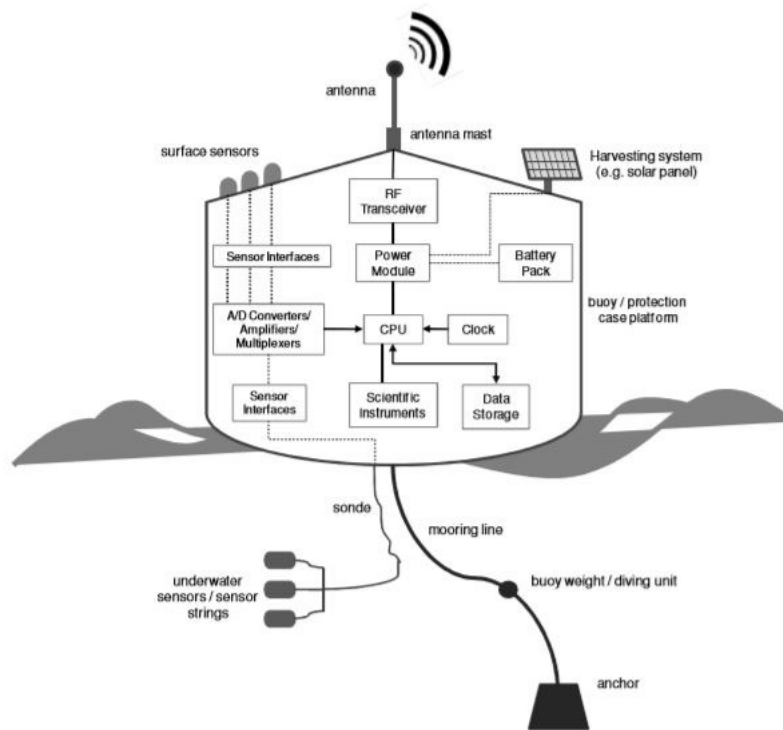 antenna
antenna mast
surface sensors
Harvesting system
(e.g. solar panel)
RF
Transceiver
Sensor Interfaces
Power
Module
Battery
Pack
buoy / protection
case platform
A/D Converters/
Amplifiers/
Multiplexers
CPU
Clock
Sensor
Interfaces
Scientific
Instruments
Data
Storage
sonde
mooring line
underwater
sensors / sensor
strings
buoy weight / diving unit
anchor